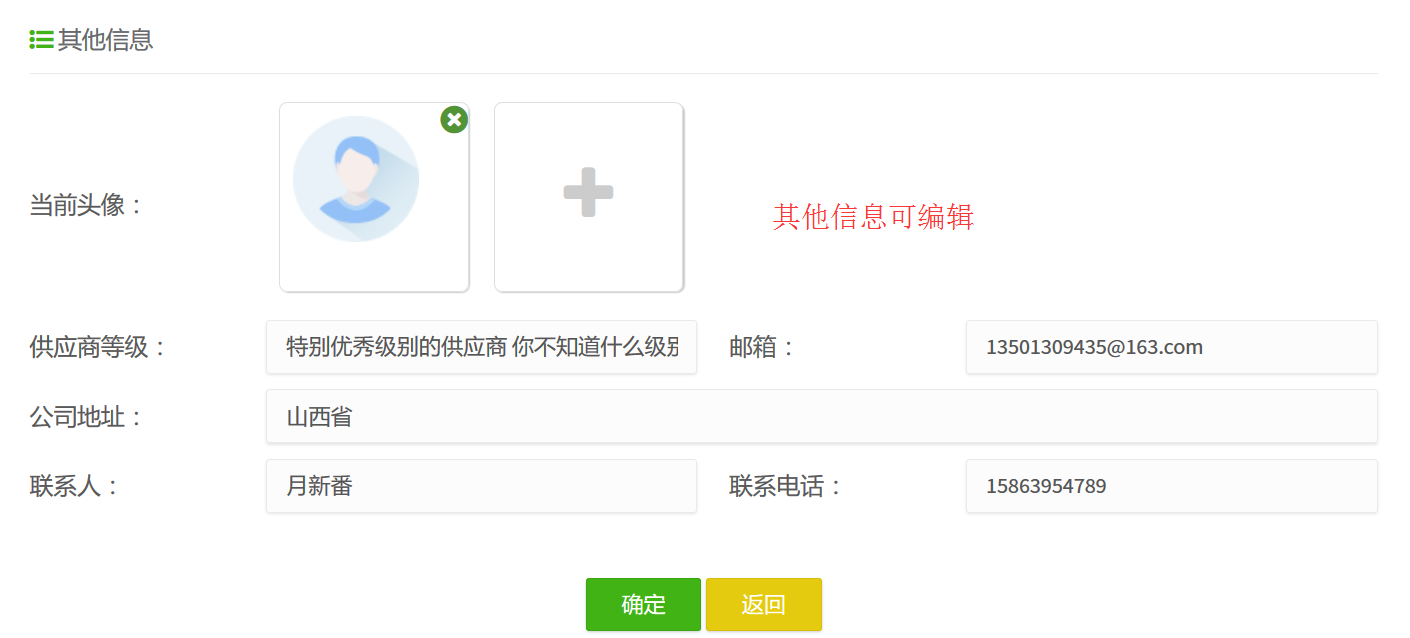 其他信息
当前头像：
其他信息可编辑
供应商等级： 特别优秀级别的供应商 你不知道什么级别 邮箱： 13501309435@163.com
公司地址： 山西省
联系人： 月新番 联系电话： 15863954789
确定 返回